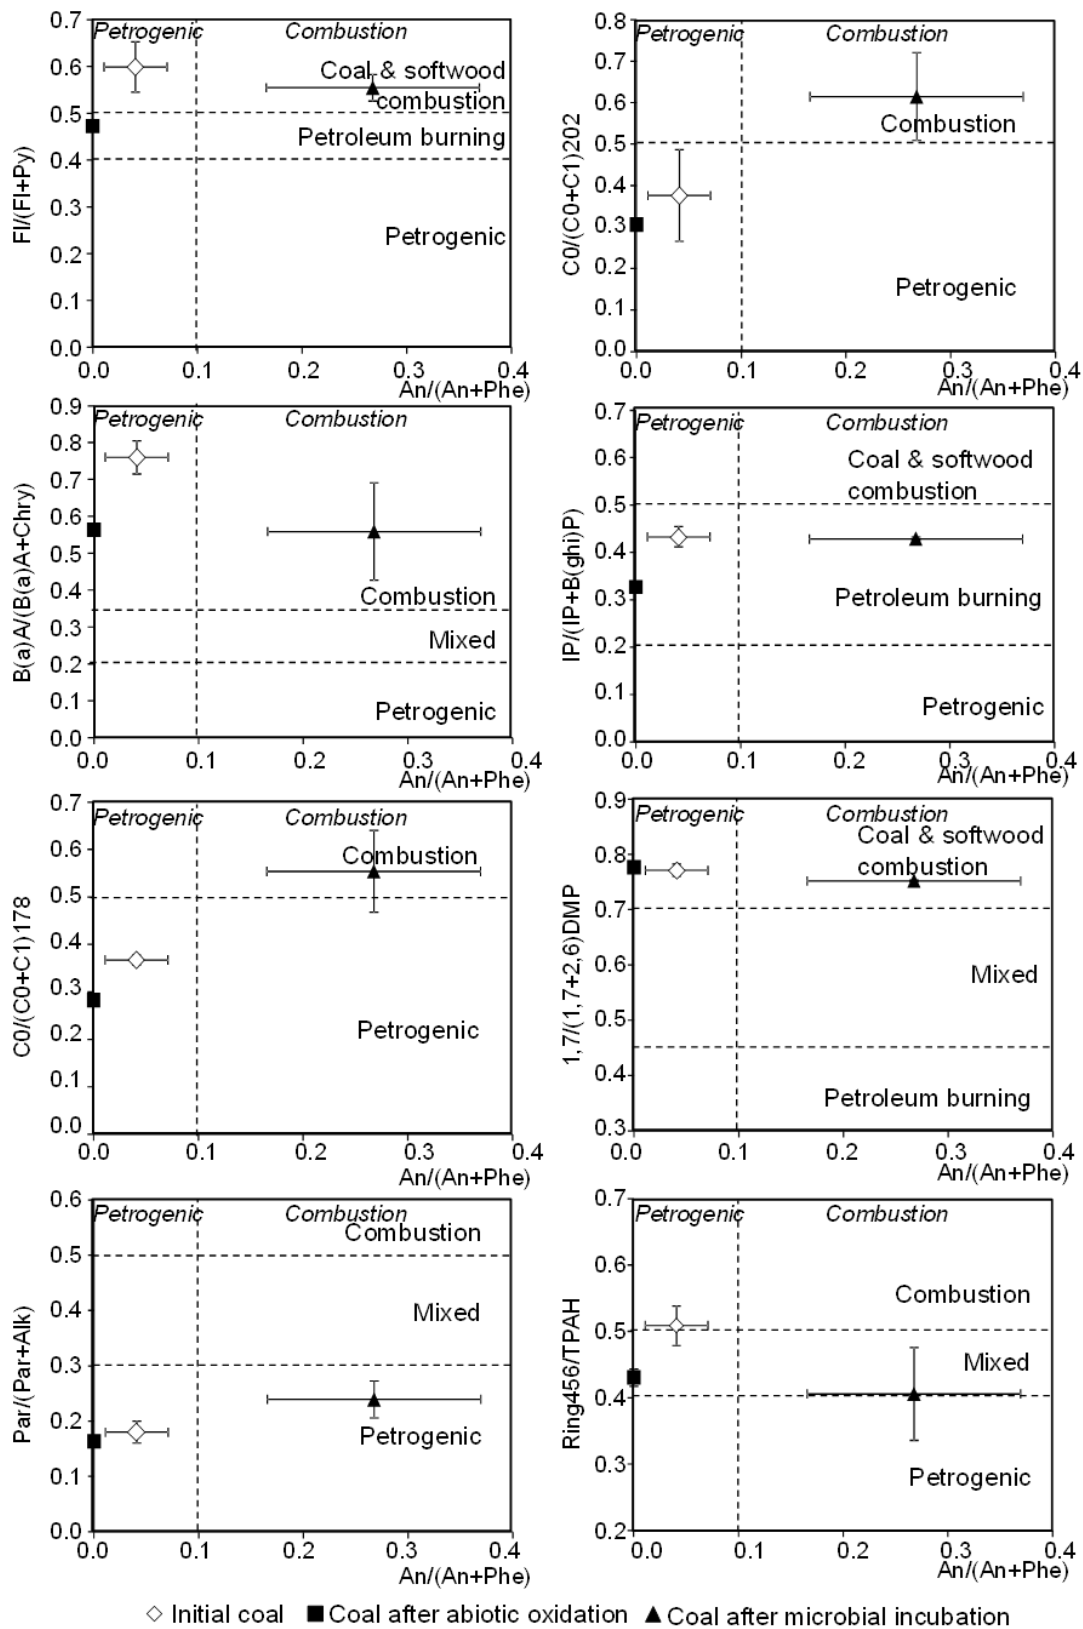 Petrogenic Combustion
0.7
0.6
0.5
0.4
0.3
0.2
0.1
0.0
Fl/(Fl+Py)
Coal & softwood
combustion
Petroleum burning
Petrogenic
0.0 0.1 0.2 0.3 0.4
An/(An+Phe)
Petrogenic Combustion
0.8
0.7
0.6
0.5
0.4
0.3
0.2
0.1
0.0
C0/(C0+C1)202
Combustion
Petrogenic
0.0 0.1 0.2 0.3 0.4
An/(An+Phe)
Petrogenic Combustion
0.9
0.8
0.7
0.6
0.5
0.4
0.3
0.2
0.1
0.0
B(a)A/(B(a)A+Chry)
Combustion
Mixed
Petrogenic
0.0 0.1 0.2 0.3 0.4
An/(An+Phe)
Petrogenic Combustion
0.7
0.6
0.5
0.4
0.3
0.2
0.1
0.0
IP/(IP+B(ghi)P)
Coal & softwood
combustion
Petroleum burning
Petrogenic
0.0 0.1 0.2 0.3 0.4
An/(An+Phe)
Petrogenic Combustion
0.7
0.6
0.5
0.4
0.3
0.2
0.1
0.0
C0/(C0+C1)178
Combustion
Petrogenic
0.0 0.1 0.2 0.3 0.4
An/(An+Phe)
Petrogenic Combustion
0.9
0.8
0.7
0.6
0.5
0.4
0.3
1,7/(1,7+2,6)DMP
Coal & softwood
combustion
Mixed
Petroleum burning
0.0 0.1 0.2 0.3 0.4
An/(An+Phe)
Petrogenic Combustion
0.6
0.5
0.4
0.3
0.2
0.1
0.0
Par/(Par+Alk)
Combustion
Mixed
Petrogenic
0.0 0.1 0.2 0.3 0.4
An/(An+Phe)
Petrogenic Combustion
0.7
0.6
0.5
0.4
0.3
0.2
Ring456/TPAH
Combustion
Mixed
Petrogenic
0.0 0.1 0.2 0.3 0.4
An/(An+Phe)
Initial coal Coal after abiotic oxidation Coal after microbial incubation